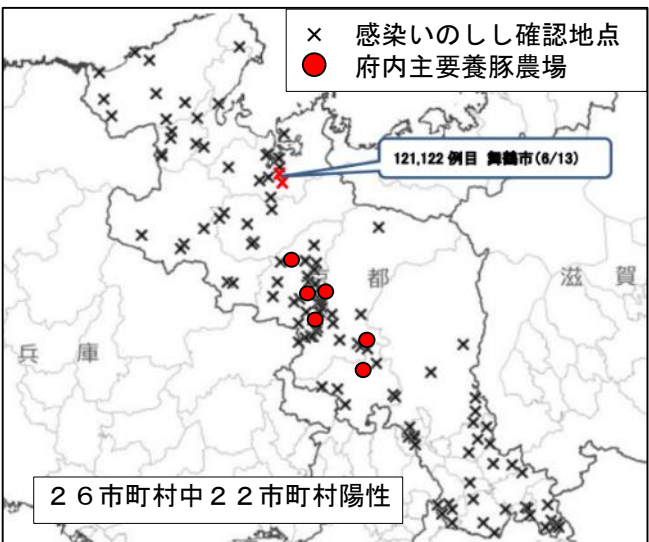 × 感染いのしし確認地点
府内主要養豚農場
121,122 例目 舞鶴市(6/13)
京 都
滋 賀
兵 庫
26市町村中22市町村陽性